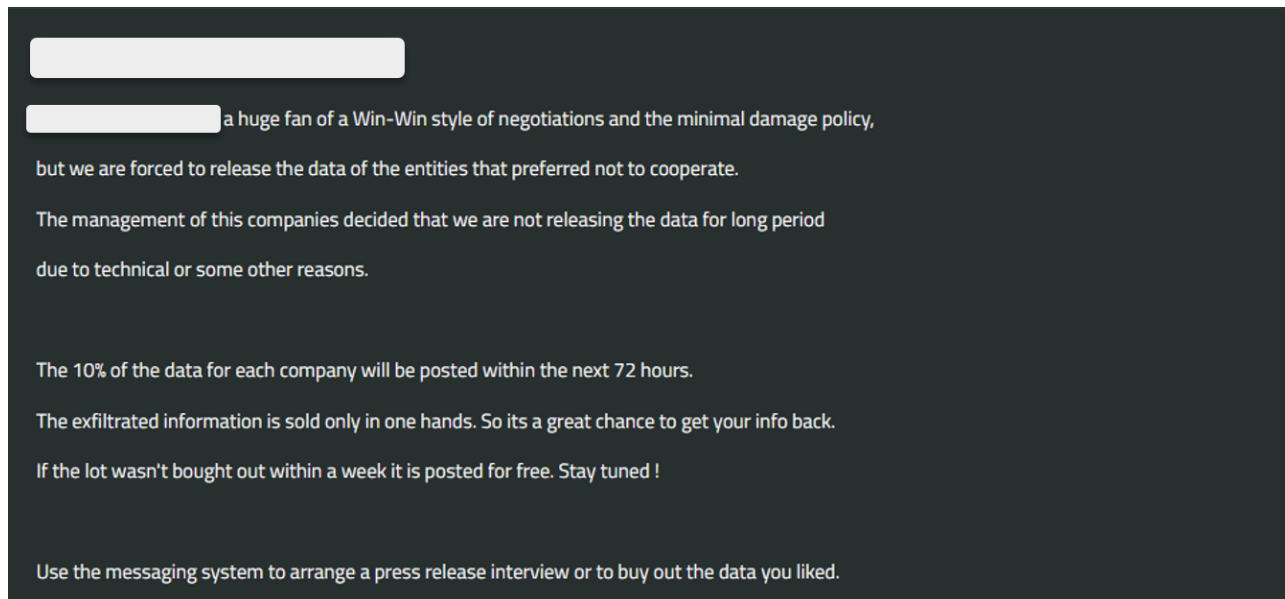 a huge fan of a Win-Win style of negotiations and the minimal damage policy,
but we are forced to release the data of the entities that preferred not to cooperate.
The management of this companies decided that we are not releasing the data for long period
due to technical or some other reasons.
The 10% of the data for each company will be posted within the next 72 hours.
The exfiltrated information is sold only in one hands. So its a great chance to get your info back.
If the lot wasn't bought out within a week it is posted for free. Stay tuned !
Use the messaging system to arrange a press release interview or to buy out the data you liked.